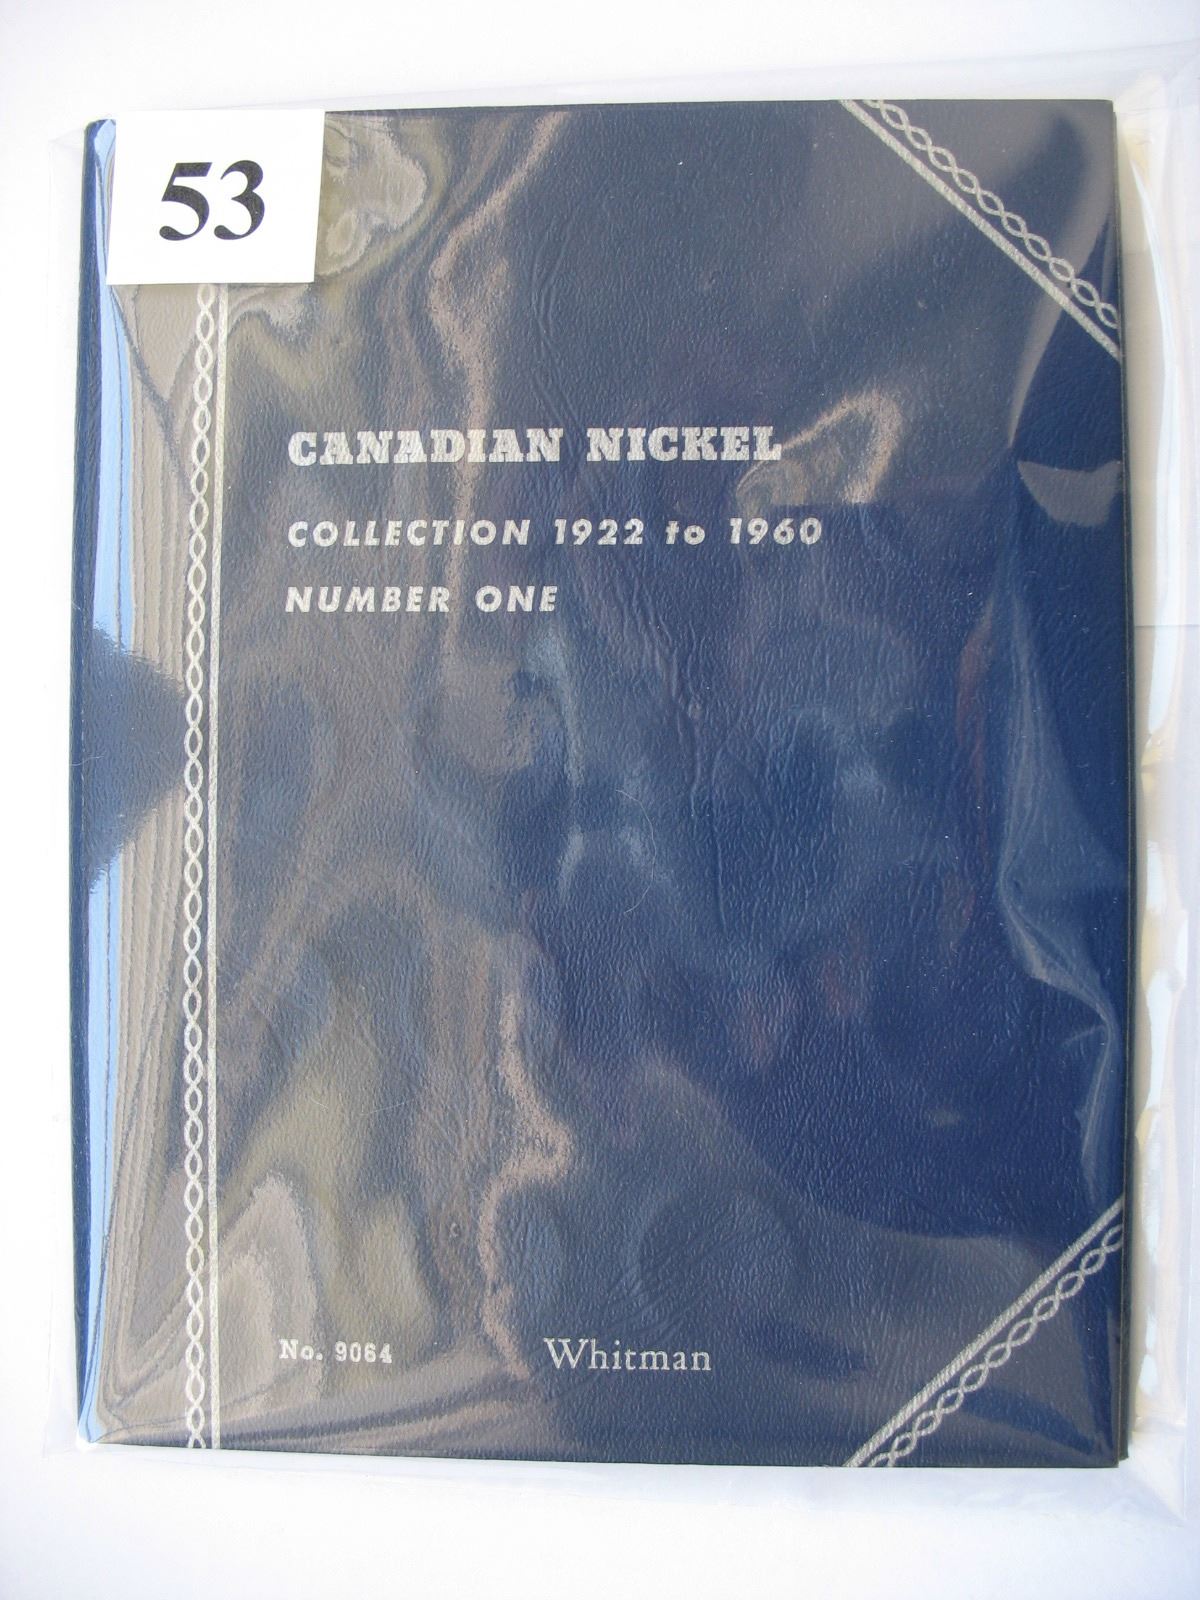 53
CANADIAN NICKEL
COLLECTION 1922 to 1960
NUMBER ONE
No. 9064
Whitman